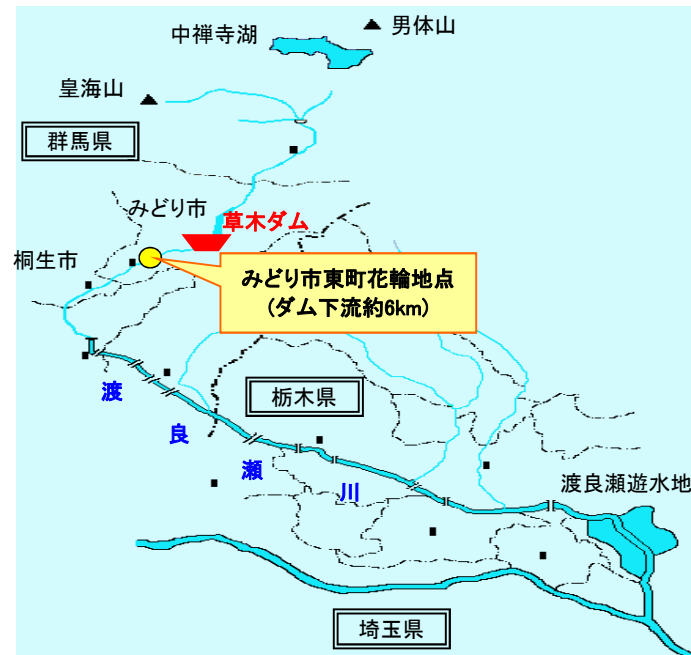 男体山
中禅寺湖
皇海山
群馬県
みどり市
草木ダム
桐生市
みどり市東町花輪地点
(ダム下流約6km)
渡
良
瀬
川
栃木県
渡良瀬遊水地
埼玉県